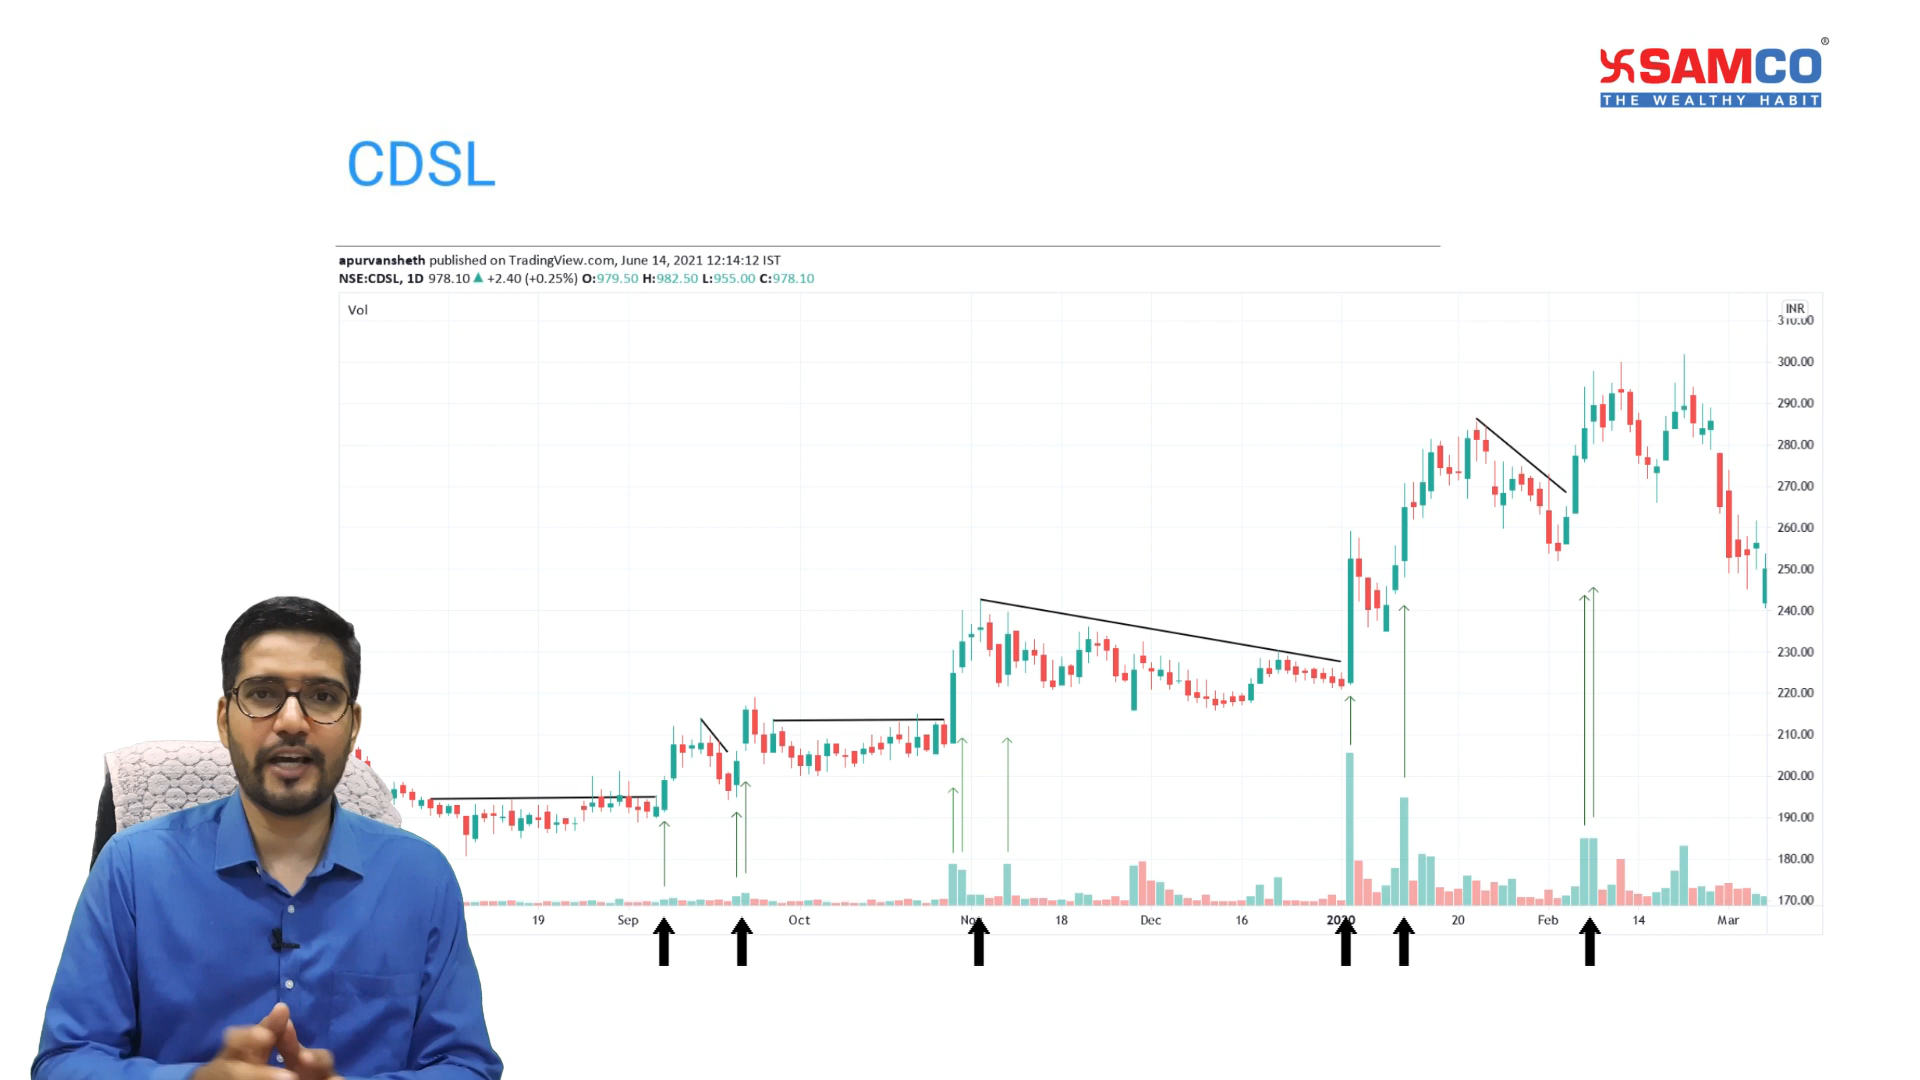 SAMCO®
THE WEALTHY HABIT
CDSL
apurvansheth published on TradingView.com, June 14, 2021 12:14:12 IST
NSE:CDSL, 1D 978.10 ▲ +2.40 (+0.25%) O:979.50 H:982.50 L:955.00 C:978.10
Vol
INR
310.00
300.00
290.00
280.00
270.00
260.00
250.00
240.00
230.00
220.00
210.00
200.00
190.00
180.00
170.00
19 Sep Oct Nov 18 Dec 16 2020 20 Feb 14 Mar